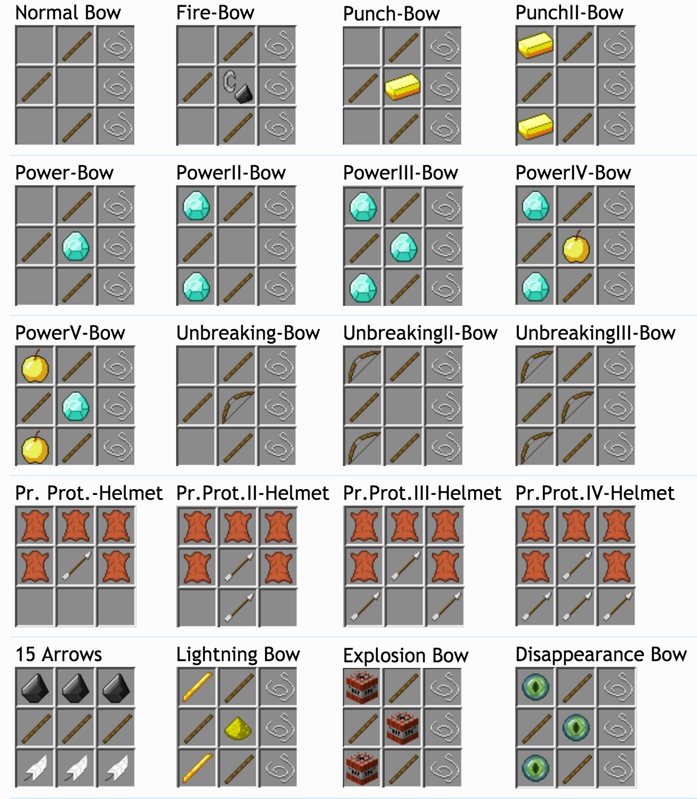 Normal Bow
Fire-Bow
Punch-Bow
PunchII-Bow
Power-Bow
PowerII-Bow
PowerIII-Bow
PowerIV-Bow
PowerV-Bow
Unbreaking-Bow
UnbreakingII-Bow
UnbreakingIII-Bow
Pr. Prot.-Helmet
Pr.Prot.II-Helmet
Pr.Prot.III-Helmet
Pr.Prot.IV-Helmet
15 Arrows
Lightning Bow
Explosion Bow
Disappearance Bow